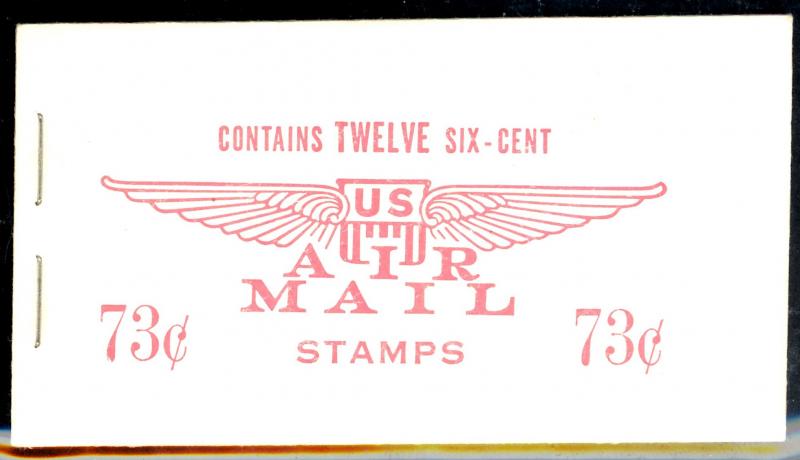 CONTAINS TWELVE SIX-CENT
US
AIR
MAIL
73¢ STAMPS 73¢